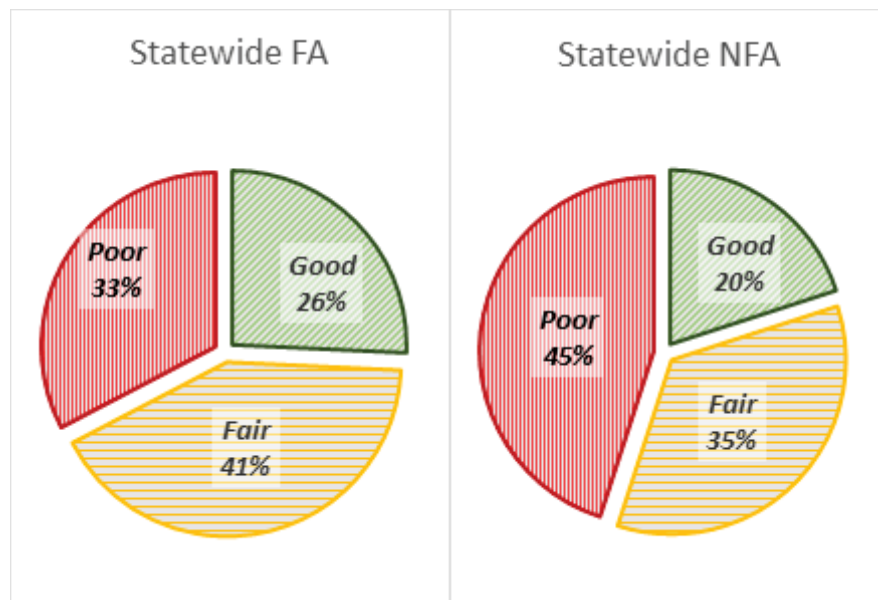 Statewide FA
Poor
33%
Good
26%
Fair
41%
Statewide NFA
Good
20%
Poor
45%
Fair
35%